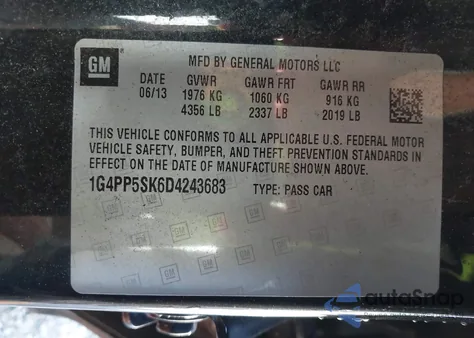 GM
MFD BY GENERAL MOTORS LLC
DATE GVWR GAWR FRT GAWR RR
06/13 1976 KG 1060 KG 916 KG
4356 LB 2337 LB 2019 LB
THIS VEHICLE CONFORMS TO ALL APPLICABLE U.S. FEDERAL MOTOR
VEHICLE SAFETY, BUMPER, AND THEFT PREVENTION STANDARDS IN
EFFECT ON THE DATE OF MANUFACTURE SHOWN ABOVE.
1G4PP5SK6D4243683 TYPE: PASS CAR
autoSnap